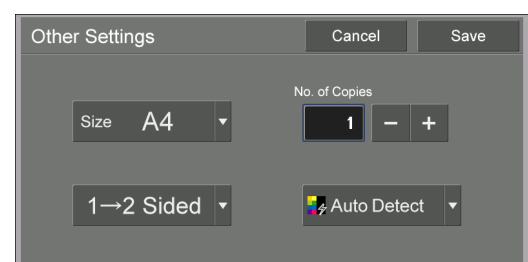 Other Settings
Cancel
Save
No. of Copies
Size A4
1
− +
1→2 Sided
Auto Detect